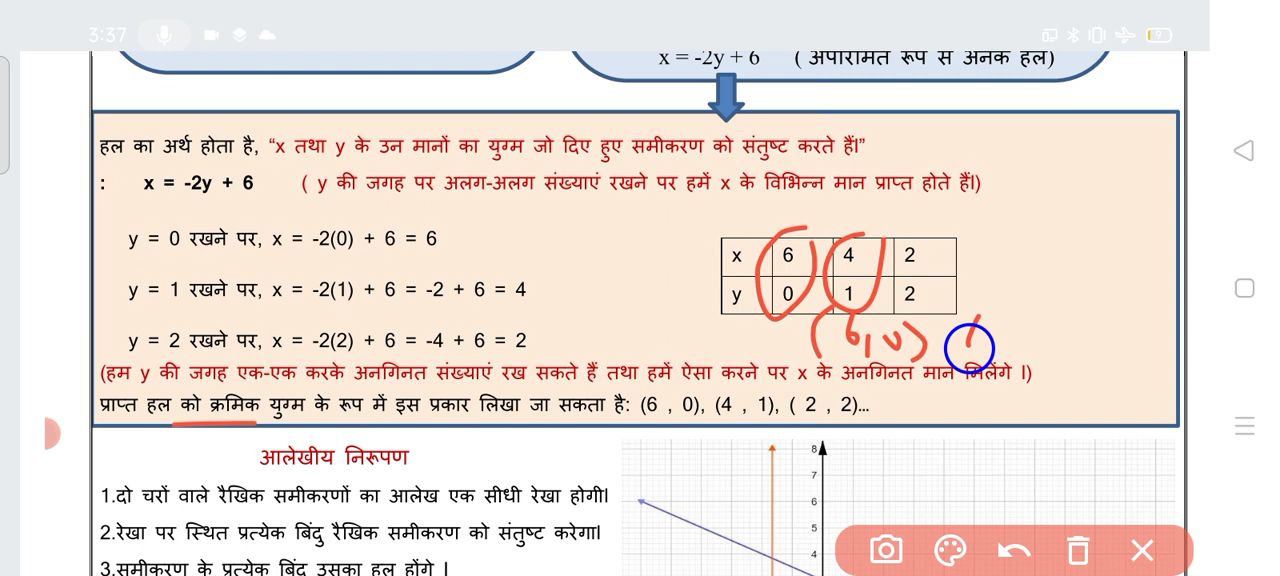 3:37
9
x = -2y + 6 ( अपरिमित रूप से अनेक हल)
हल का अर्थ होता है, “x तथा y के उन मानों का युग्म जो दिए हुए समीकरण को संतुष्ट करते हैं।”
: x = -2y + 6 ( y की जगह पर अलग-अलग संख्याएं रखने पर हमें x के विभिन्न मान प्राप्त होते हैं।)
y = 0 रखने पर, x = -2(0) + 6 = 6
y = 1 रखने पर, x = -2(1) + 6 = -2 + 6 = 4
y = 2 रखने पर, x = -2(2) + 6 = -4 + 6 = 2
x 6 4 2
y 0 1 2
(6,0) (
(हम y की जगह एक-एक करके अनगिनत संख्याएं रख सकते हैं तथा हमें ऐसा करने पर x के अनगिनत मान मिलेंगे ।)
प्राप्त हल को क्रमिक युग्म के रूप में इस प्रकार लिखा जा सकता है: (6 , 0), (4 , 1), ( 2 , 2)...
आलेखीय निरूपण
1.दो चरों वाले रैखिक समीकरणों का आलेख एक सीधी रेखा होगी।
2.रेखा पर स्थित प्रत्येक बिंदु रैखिक समीकरण को संतुष्ट करेगा।
3.समीकरण के प्रत्येक बिंदु उसका हल होंगे ।
8
7
6
5
4